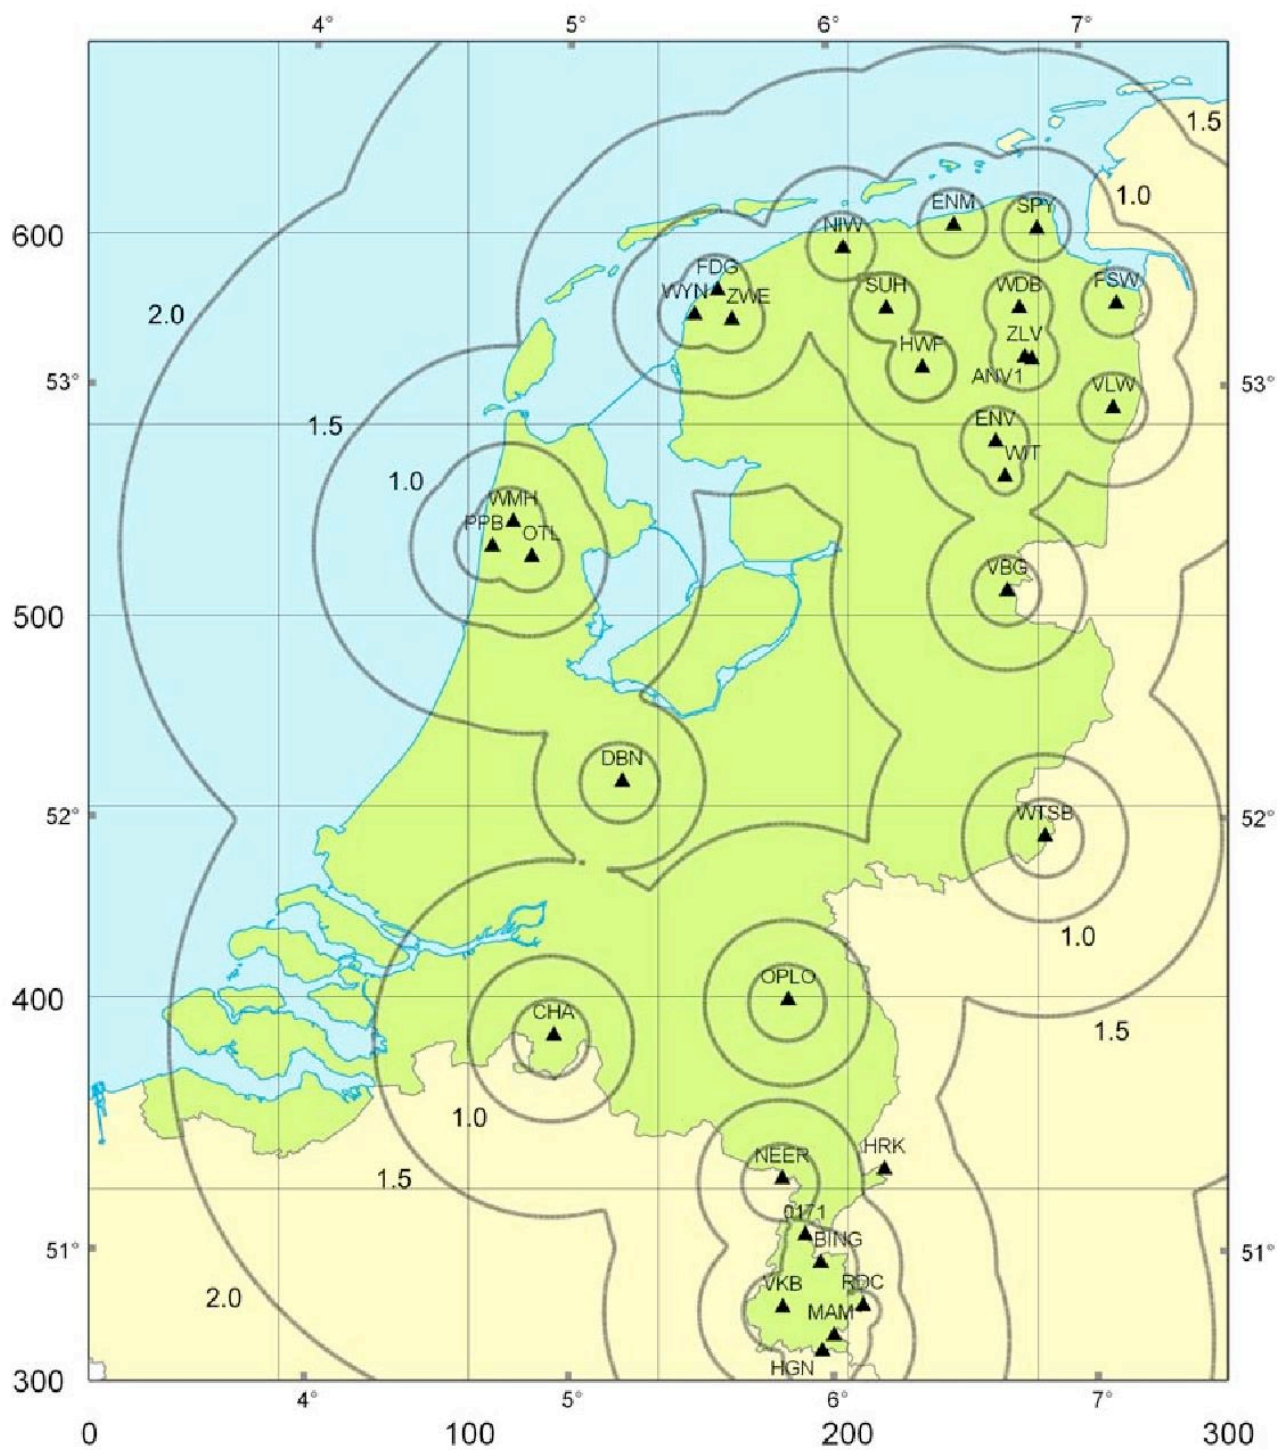 4° 5° 6° 7°
1.5
1.0
600
ENM SPY
NIW
FDG
WYN ZWE
SUH WDB FSW
2.0
HWF ZLV
ANV1
53° 53°
VLW
1.5
ENV
WIT
1.0
WMH
PPB OTL
VBG
500
DBN
52° 52°
WTSB
1.0
OPLO
400
CHA
1.5
1.0
HRK
NEER
1.5
0171
BING
51° 51°
VKB RDC
2.0
MAM
HGN
300
4° 5° 6° 7°
0 100 200 300